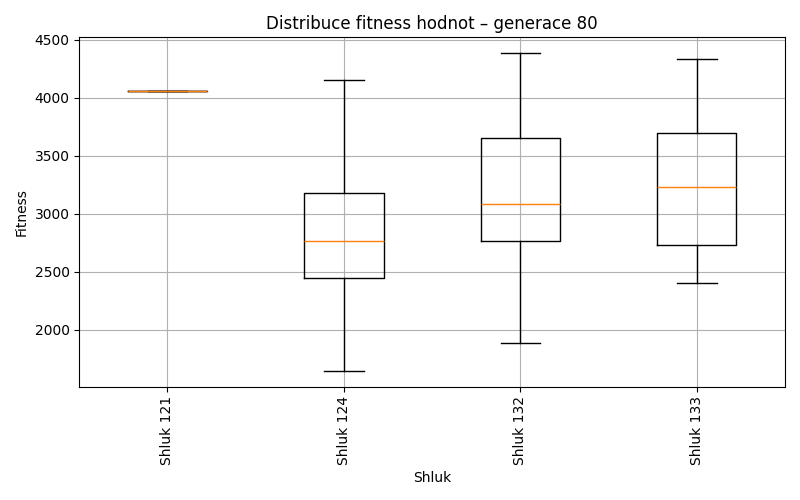 Distribuce fitness hodnot – generace 80
Fitness
4500
4000
3500
3000
2500
2000
Shluk 121
Shluk 124
Shluk 132
Shluk 133
Shluk